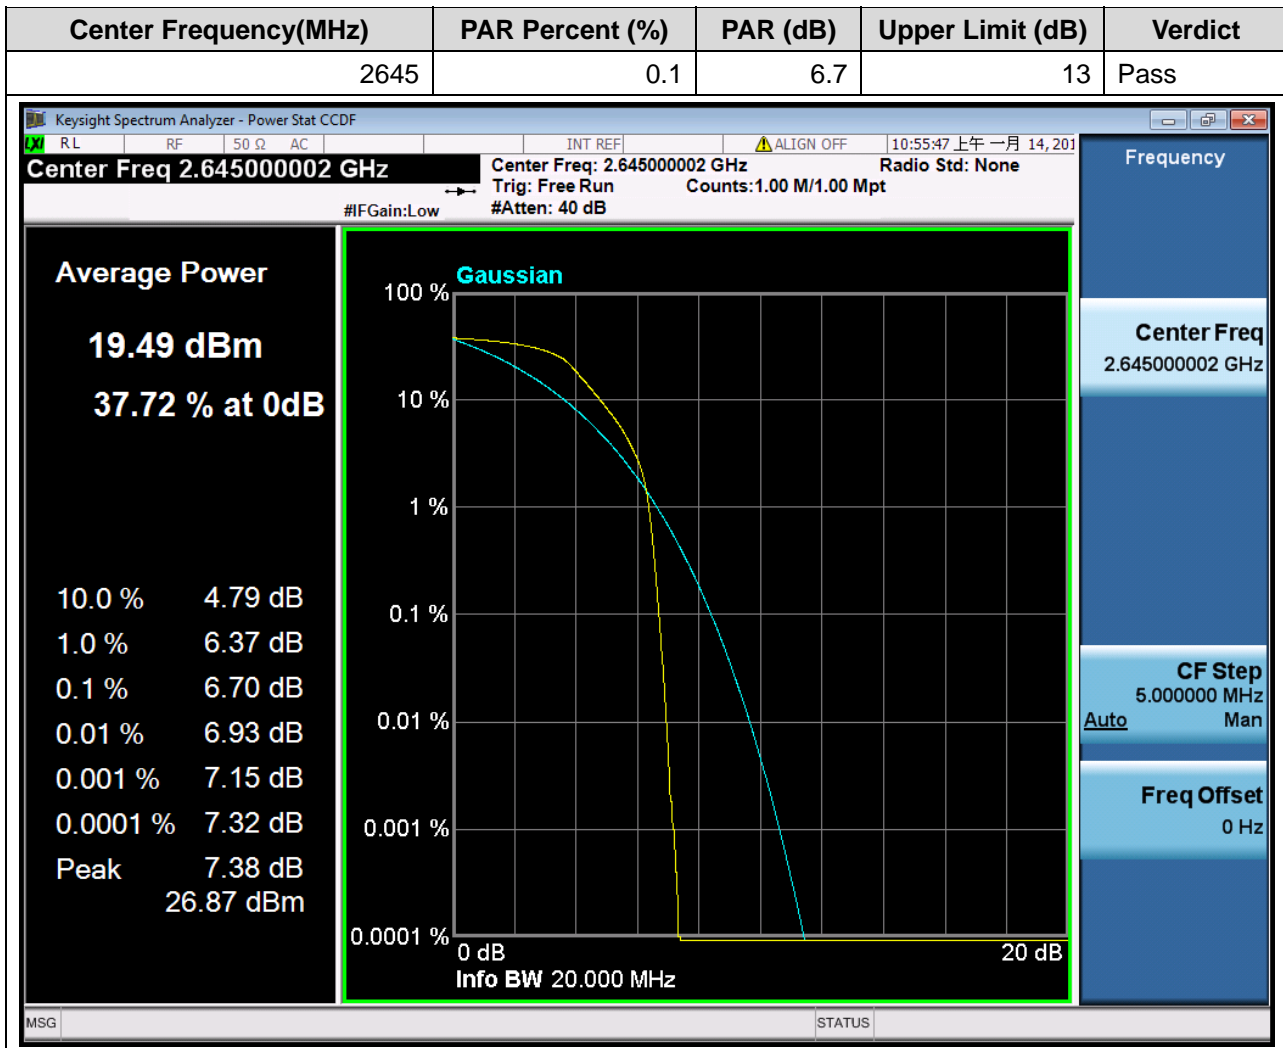 Center Frequency(MHz) PAR Percent (%) PAR (dB) Upper Limit (dB) Verdict
2645 0.1 6.7 13 Pass
Keysight Spectrum Analyzer - Power Stat CCDF
LXI RL RF 50 Ω AC INT REF ALIGN OFF 10:55:47 上午 一月 14, 201
Center Freq 2.645000002 GHz
Center Freq: 2.645000002 GHz Radio Std: None
Trig: Free Run Counts:1.00 M/1.00 Mpt
#IFGain:Low #Atten: 40 dB
Average Power
19.49 dBm
37.72 % at 0dB
10.0 % 4.79 dB
1.0 % 6.37 dB
0.1 % 6.70 dB
0.01 % 6.93 dB
0.001 % 7.15 dB
0.0001 % 7.32 dB
Peak 7.38 dB
26.87 dBm
Gaussian
100 %
10 %
1 %
0.1 %
0.01 %
0.001 %
0.0001 %
0 dB 20 dB
Info BW 20.000 MHz
Frequency
Center Freq
2.645000002 GHz
CF Step
5.000000 MHz
Auto Man
Freq Offset
0 Hz
MSG STATUS